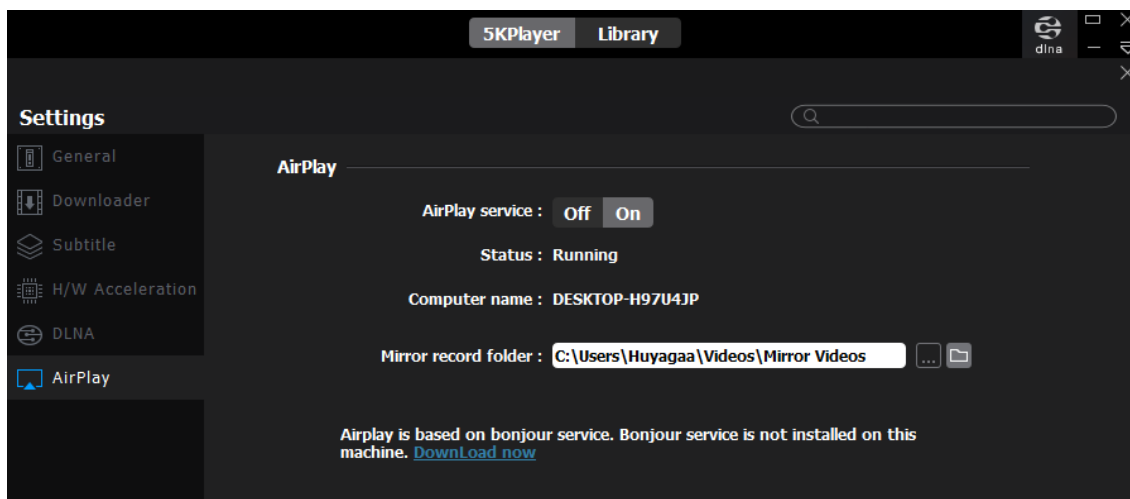 5KPlayer Library
dlna
Settings
General
Downloader
Subtitle
H/W Acceleration
DLNA
AirPlay
AirPlay
AirPlay service : Off On
Status : Running
Computer name : DESKTOP-H97U4JP
Mirror record folder : C:\Users\Huyagaa\Videos\Mirror Videos ...
Airplay is based on bonjour service. Bonjour service is not installed on this
machine. DownLoad now